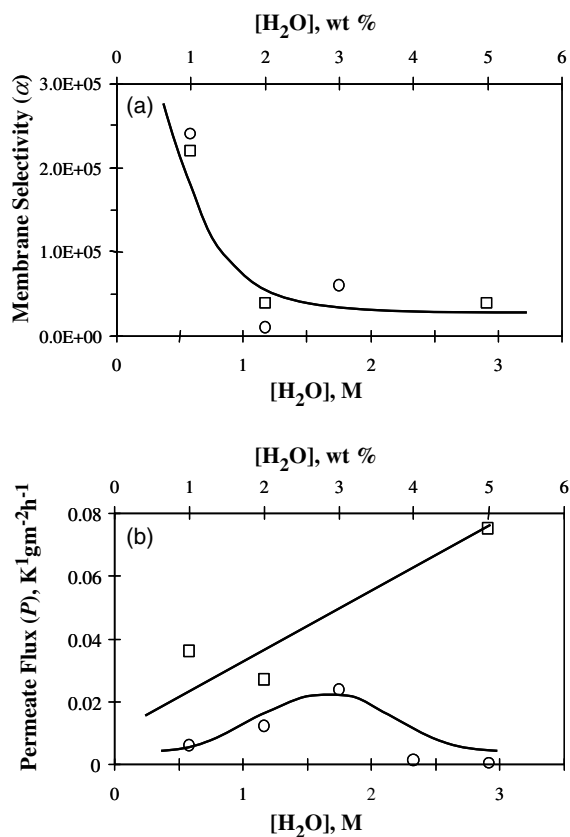 [H₂O], wt %
0 1 2 3 4 5 6
3.0E+05
(a)
2.0E+05
1.0E+05
0.0E+00
Membrane Selectivity (α)
0 1 2 3
[H₂O], M
[H₂O], wt %
0 1 2 3 4 5 6
0.08
(b)
0.06
0.04
0.02
0
Permeate Flux (P), K¹gm⁻²h⁻¹
0 1 2 3
[H₂O], M